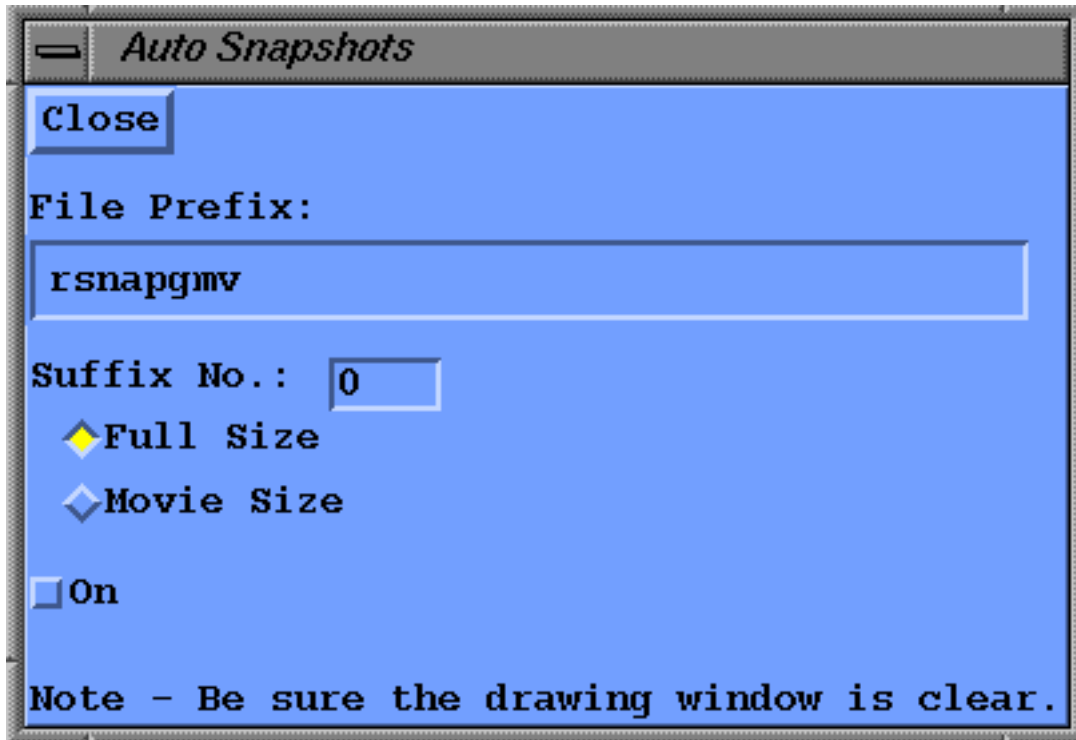 Auto Snapshots
Close
File Prefix:
rsnapgmv
Suffix No.: 0
Full Size
Movie Size
On
Note - Be sure the drawing window is clear.